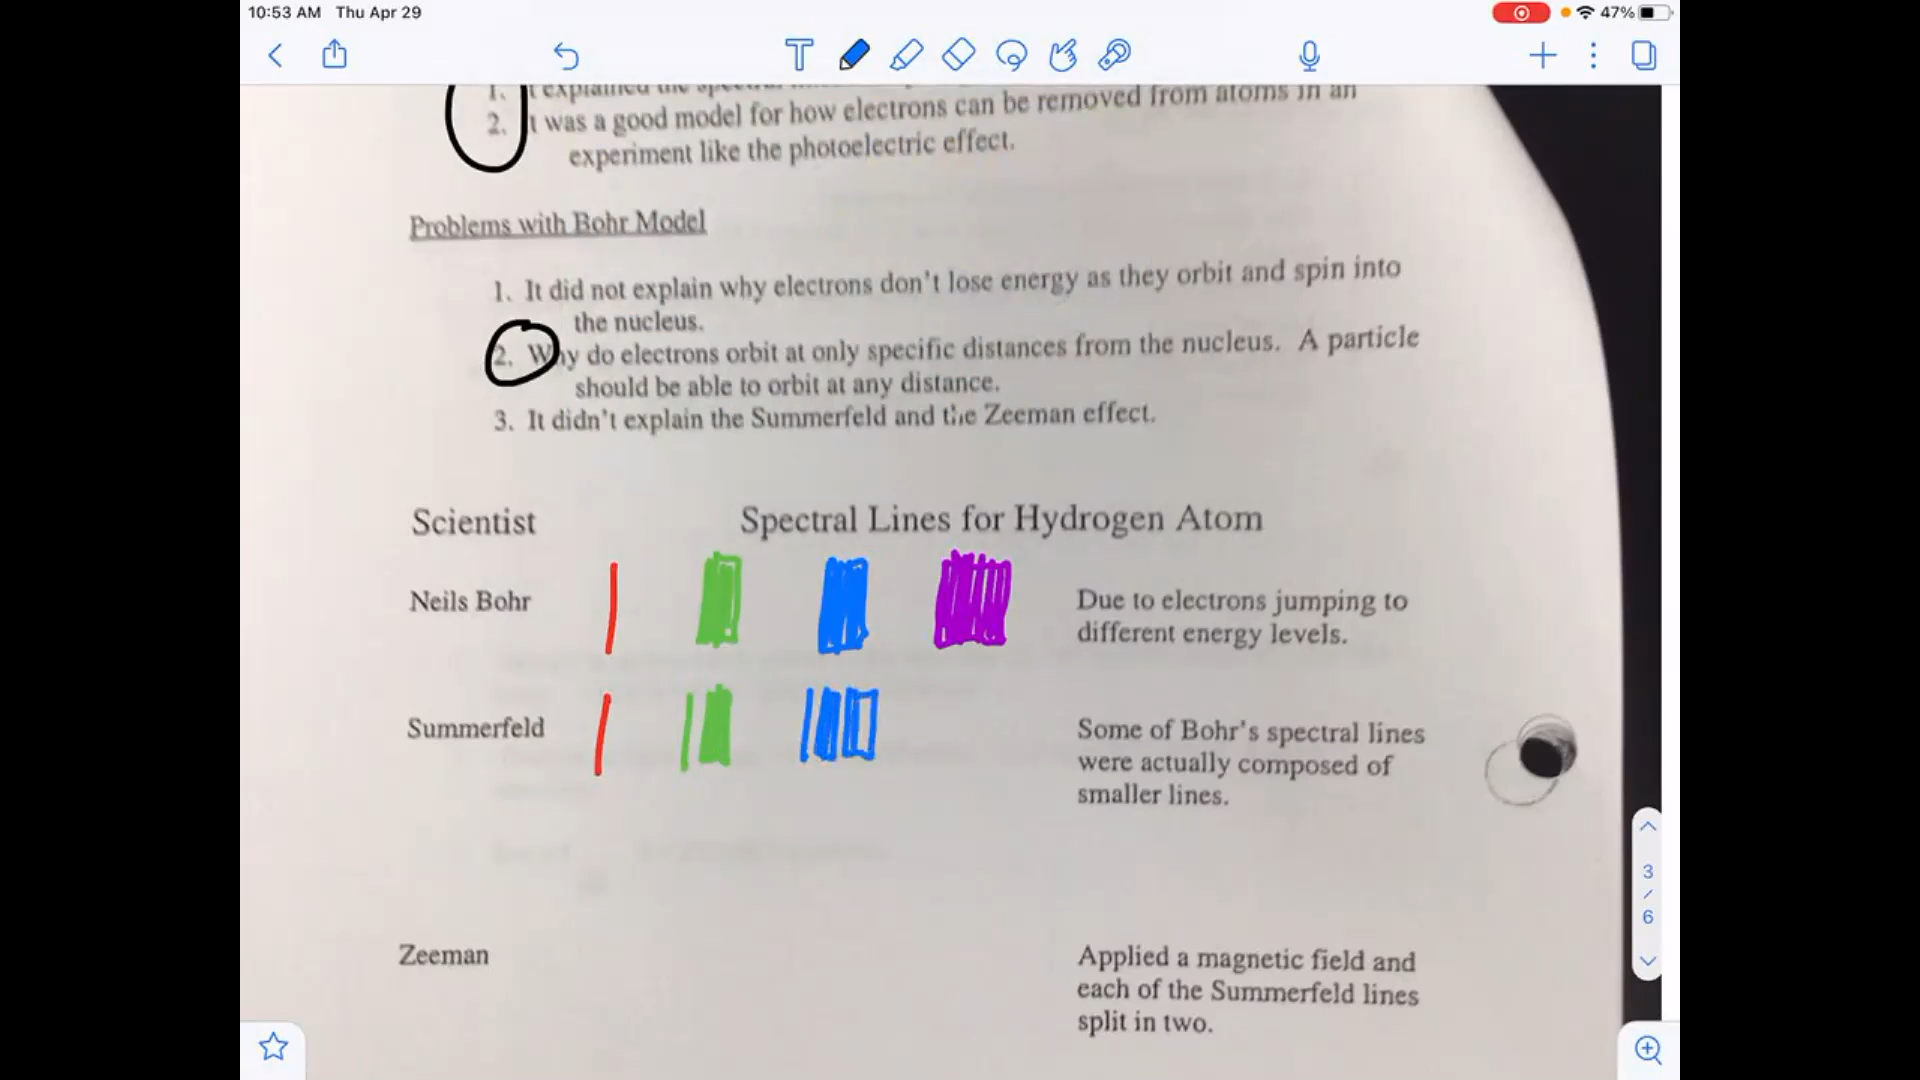 10:53 AM Thu Apr 29
47%
1. It explained the
2. It was a good model for how electrons can be removed from atoms in an
experiment like the photoelectric effect.
Problems with Bohr Model
1. It did not explain why electrons don't lose energy as they orbit and spin into
the nucleus.
2. Why do electrons orbit at only specific distances from the nucleus. A particle
should be able to orbit at any distance.
3. It didn't explain the Summerfeld and the Zeeman effect.
Scientist Spectral Lines for Hydrogen Atom
Neils Bohr
Due to electrons jumping to
different energy levels.
Summerfeld
Some of Bohr's spectral lines
were actually composed of
smaller lines.
Zeeman
Applied a magnetic field and
each of the Summerfeld lines
split in two.
3
/
6